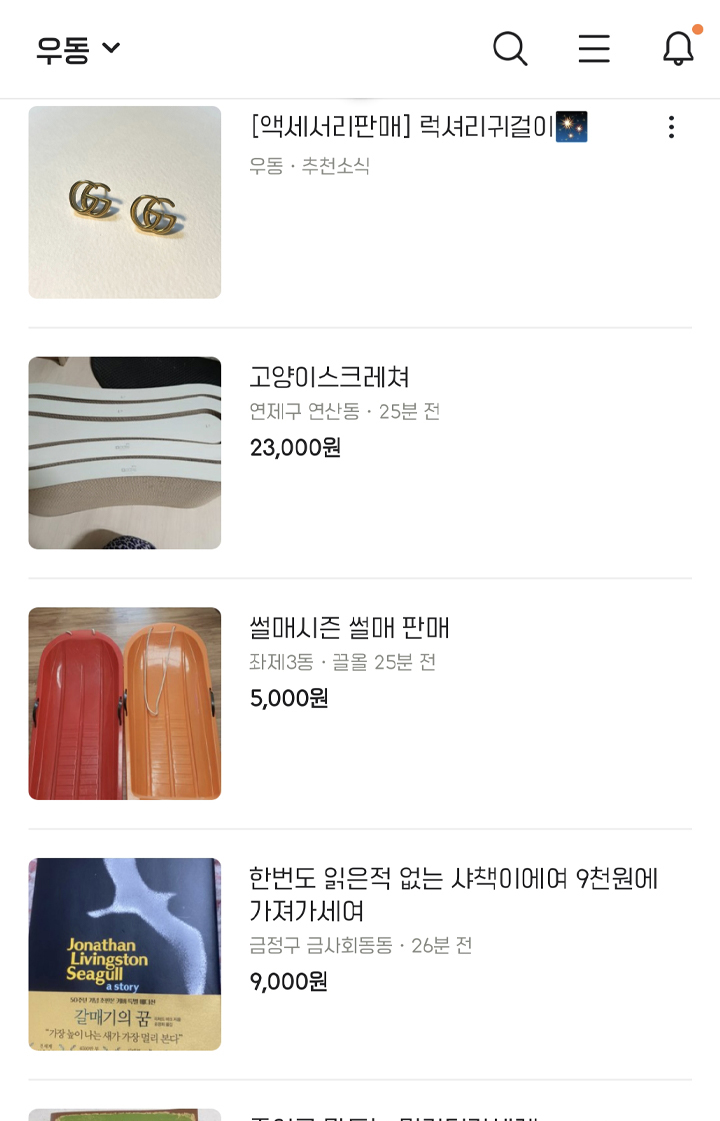 우동
[액세서리판매] 럭셔리귀걸이🎇
우동 · 추천소식
고양이스크레쳐
연제구 연산동 · 25분 전
23,000원
썰매시즌 썰매 판매
좌제3동 · 끌올 25분 전
5,000원
한번도 읽은적 없는 샤책이에여 9천원에
가져가세여
금정구 금사회동동 · 26분 전
9,000원
Jonathan
Livingston
Seagull
a story
50주년 기념
갈매기의 꿈
“가장 높이 나는 새가 가장 멀리 본다”